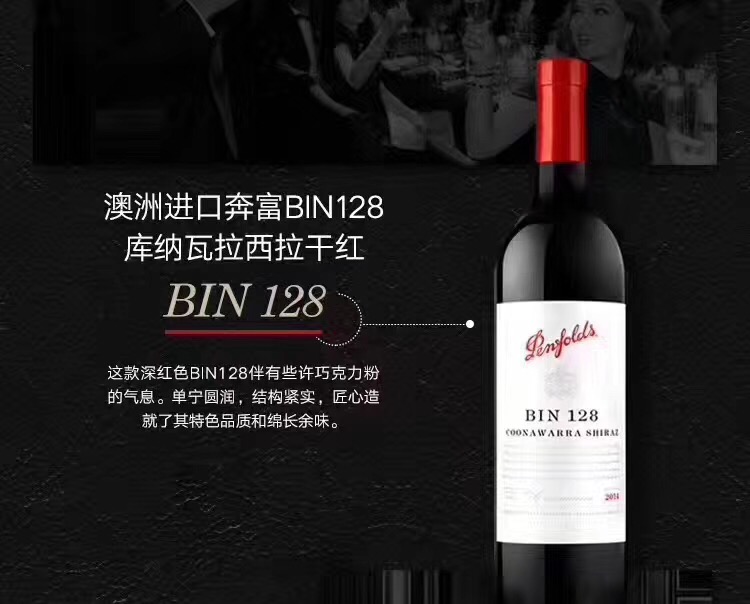 澳洲进口奔富BIN128
库纳瓦拉西拉干红
BIN 128
这款深红色BIN128伴有些许巧克力粉
的气息。单宁圆润，结构紧实，匠心造
就了其特色品质和绵长余味。
Penfolds
BIN 128
COONAWARRA SHIRAZ
2014